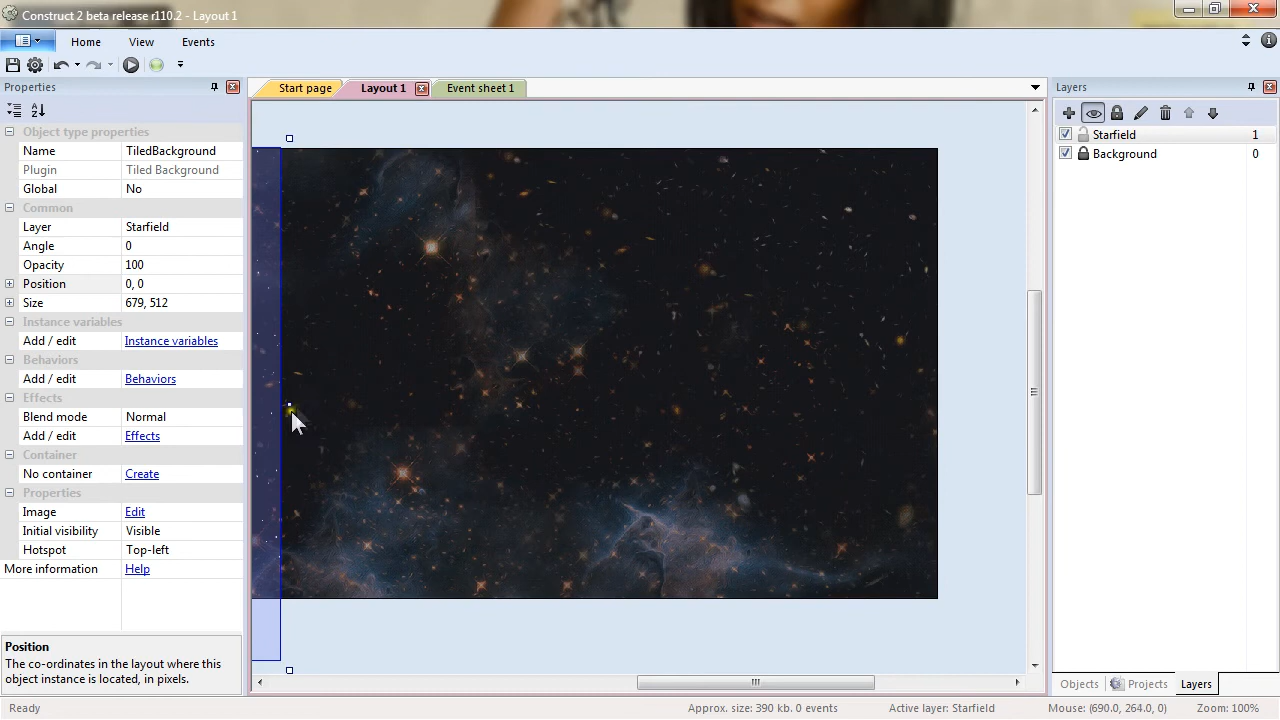 Construct 2 beta release r110.2 - Layout 1
Home View Events
Properties
Object type properties
Name TiledBackground
Plugin Tiled Background
Global No
Common
Layer Starfield
Angle 0
Opacity 100
Position 0, 0
Size 679, 512
Instance variables
Add / edit Instance variables
Behaviors
Add / edit Behaviors
Effects
Blend mode Normal
Add / edit Effects
Container
No container Create
Properties
Image Edit
Initial visibility Visible
Hotspot Top-left
More information Help
Position
The co-ordinates in the layout where this
object instance is located, in pixels.
Start page Layout 1 Event sheet 1
Layers
Starfield 1
Background 0
Objects Projects Layers
Ready Approx. size: 390 kb. 0 events Active layer: Starfield Mouse: (690.0, 264.0, 0) Zoom: 100%